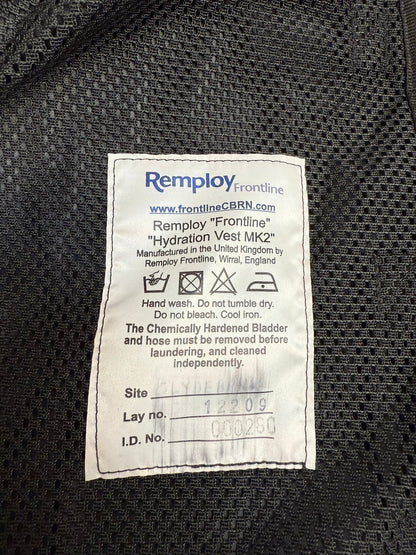 Remploy Frontline
www.frontlineCBRN.com
Remploy "Frontline"
"Hydration Vest MK2"
Manufactured in the United Kingdom by
Remploy Frontline, Wirral, England
Hand wash. Do not tumble dry.
Do not bleach. Cool iron.
The Chemically Hardened Bladder
and hose must be removed before
laundering, and cleaned
independently.
Site
Lay no. 12209
I.D. No. 000280